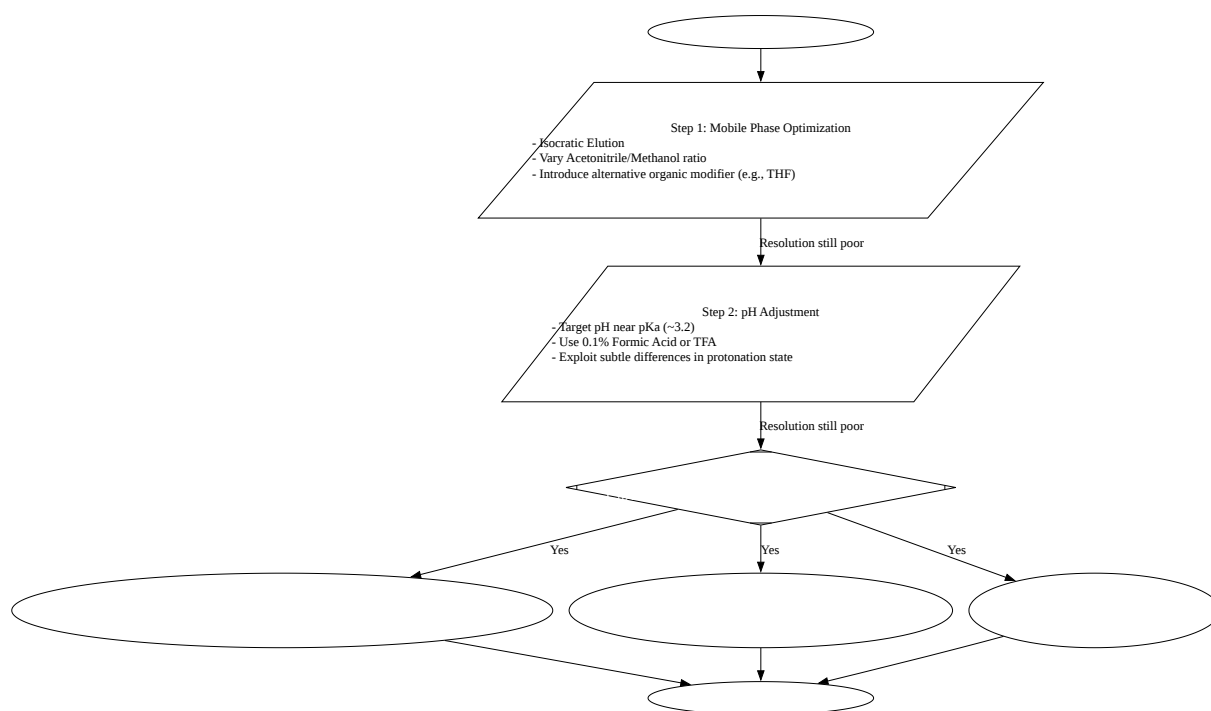 Step 1: Mobile Phase Optimization
- Isocratic Elution
- Vary Acetonitrile/Methanol ratio
- Introduce alternative organic modifier (e.g., THF)
Resolution still poor
Step 2: pH Adjustment
- Target pH near pKa (~3.2)
- Use 0.1% Formic Acid or TFA
- Exploit subtle differences in protonation state
Resolution still poor
Yes
Yes
Yes